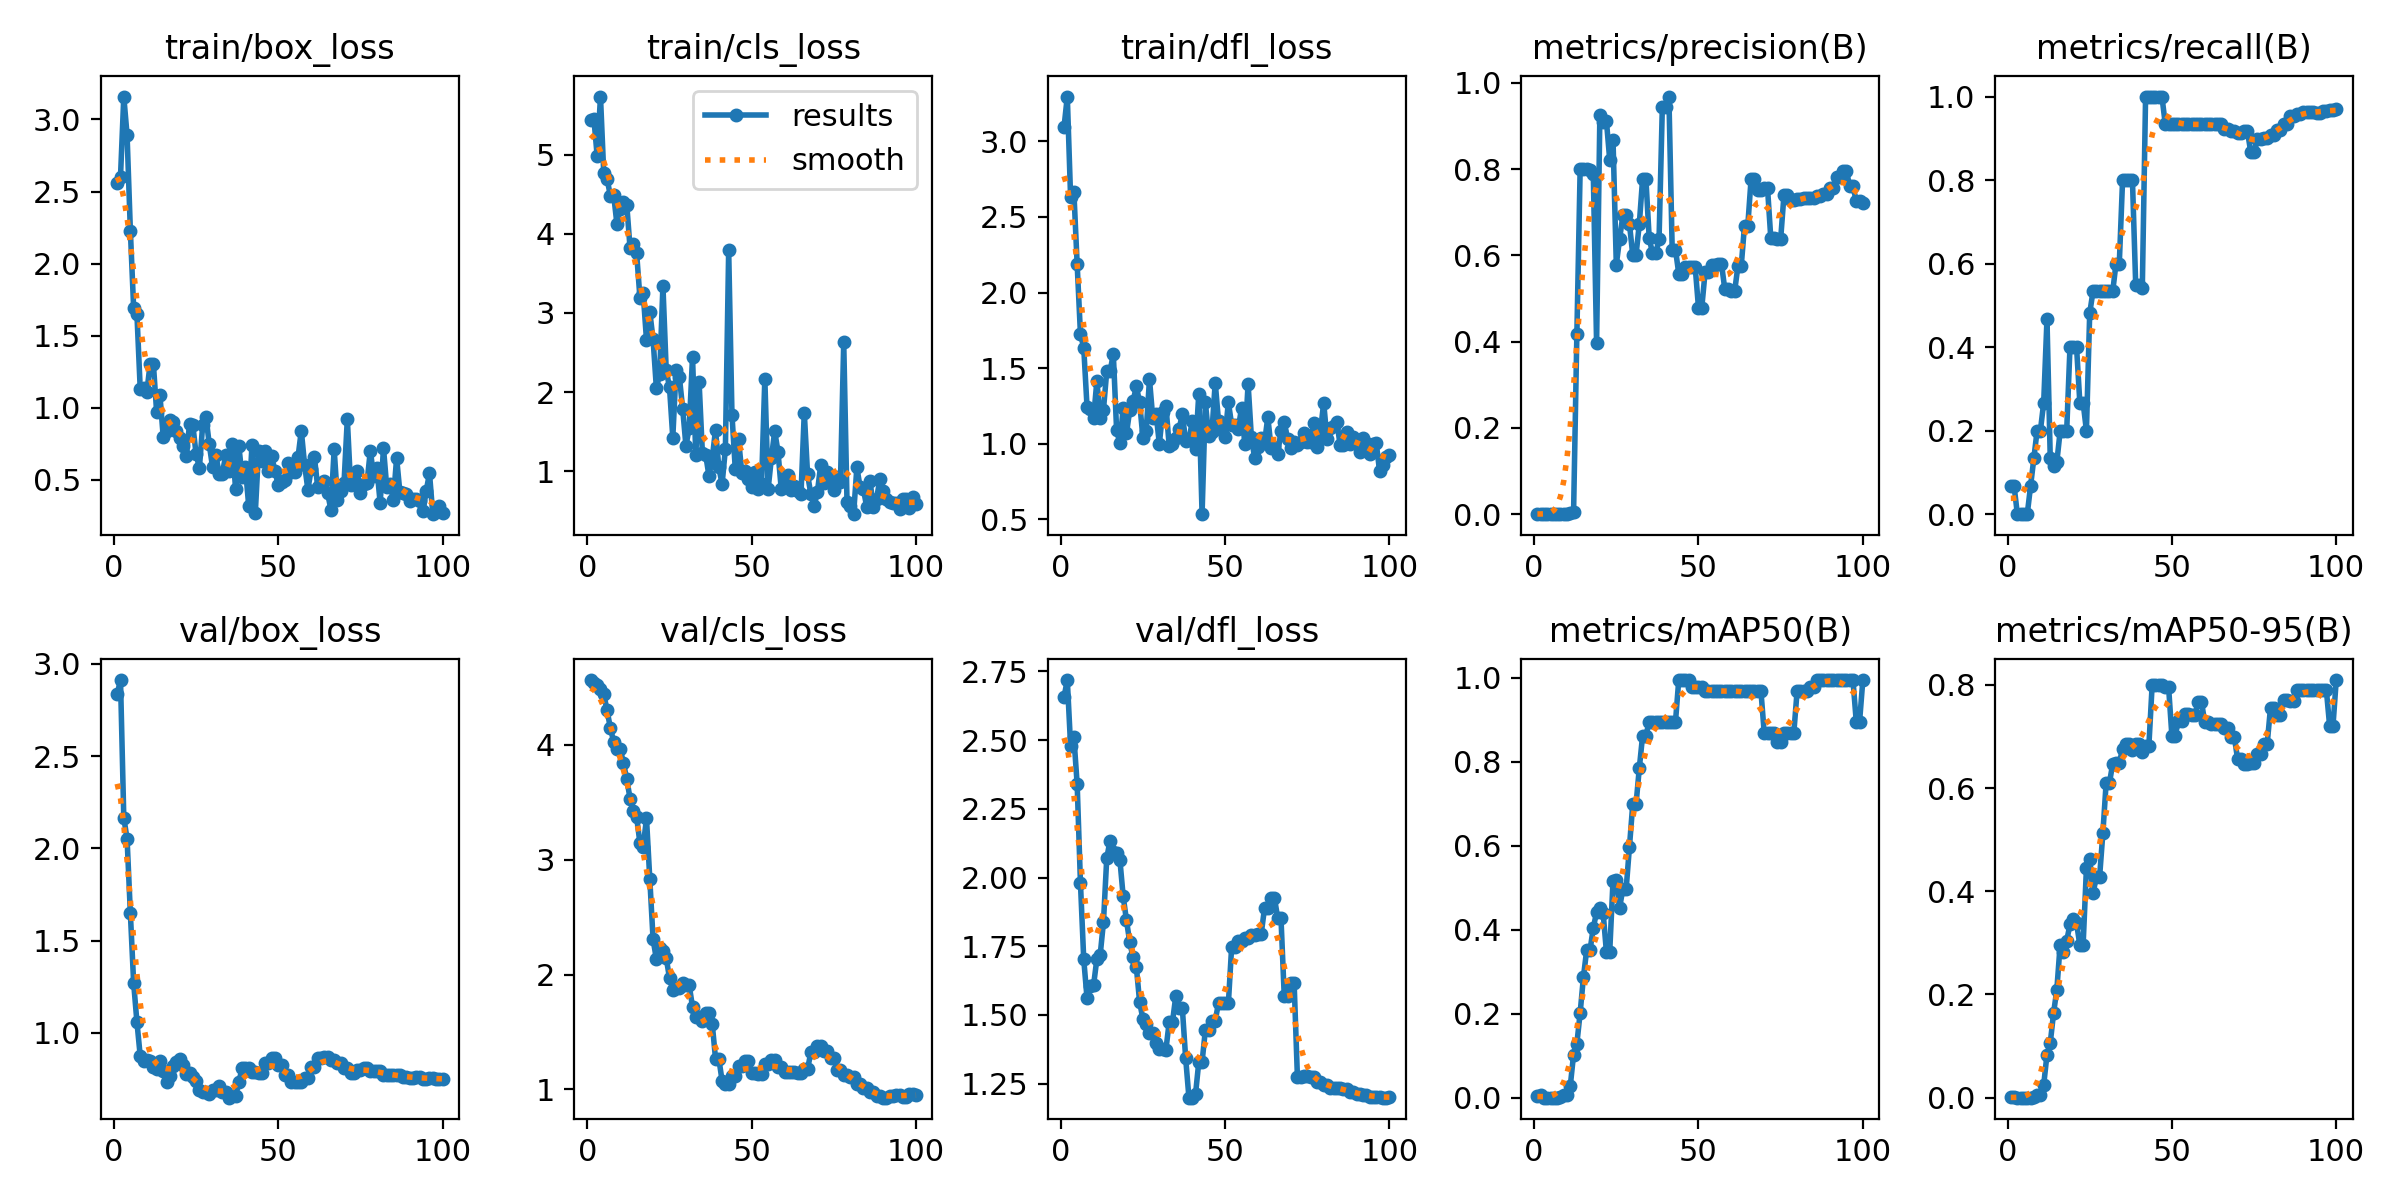 train/box_loss
3.0
2.5
2.0
1.5
1.0
0.5
0 50 100
train/cls_loss
results
smooth
5
4
3
2
1
0 50 100
train/dfl_loss
3.0
2.5
2.0
1.5
1.0
0.5
0 50 100
metrics/precision(B)
1.0
0.8
0.6
0.4
0.2
0.0
0 50 100
metrics/recall(B)
1.0
0.8
0.6
0.4
0.2
0.0
0 50 100
val/box_loss
3.0
2.5
2.0
1.5
1.0
0 50 100
val/cls_loss
4
3
2
1
0 50 100
val/dfl_loss
2.75
2.50
2.25
2.00
1.75
1.50
1.25
0 50 100
metrics/mAP50(B)
1.0
0.8
0.6
0.4
0.2
0.0
0 50 100
metrics/mAP50-95(B)
0.8
0.6
0.4
0.2
0.0
0 50 100